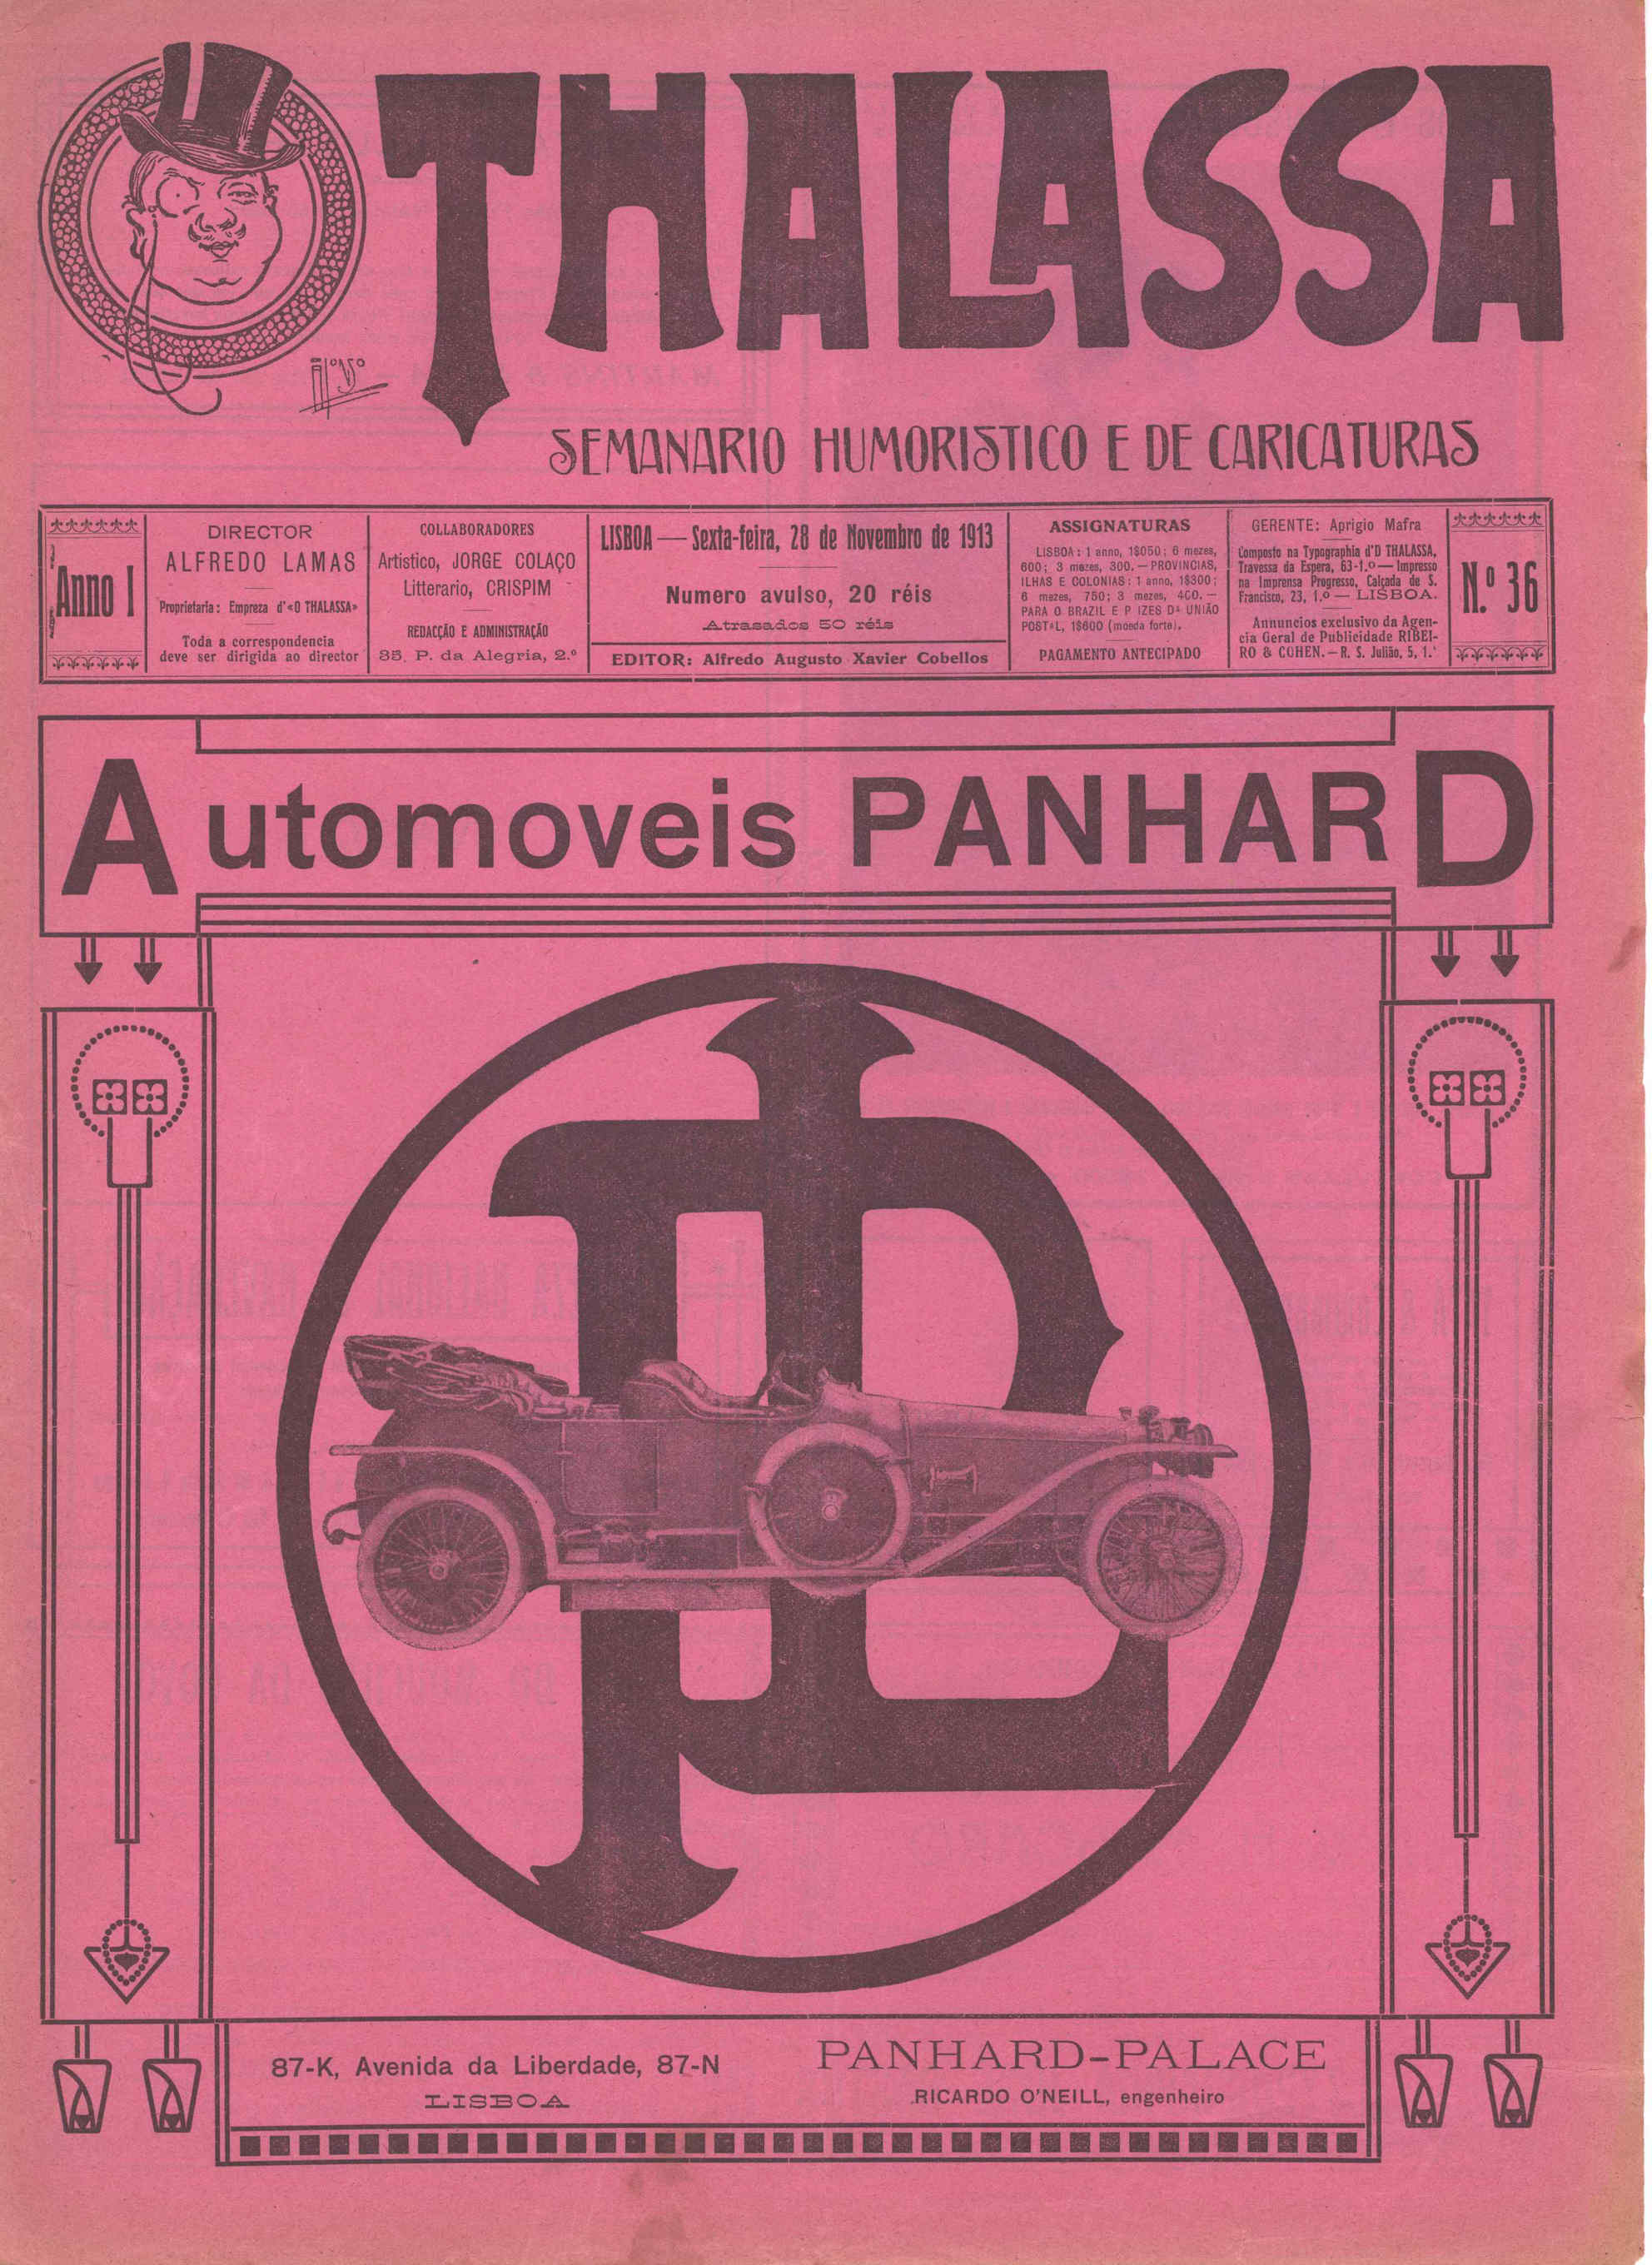 O THALASSA
SEMANARIO HUMORISTICO E DE CARICATURAS
Anno I
DIRECTOR
ALFREDO LAMAS
Proprietaria: Empreza d'«O THALASSA»
Toda a correspondencia
deve ser dirigida ao director
COLLABORADORES
Artistico, JORGE COLAÇO
Litterario, CRISPIM
REDACÇÃO E ADMINISTRAÇÃO
35, P. da Alegria, 2.º
LISBOA — Sexta-feira, 28 de Novembro de 1913
Numero avulso, 20 réis
Atrasados 50 réis
EDITOR: Alfredo Augusto Xavier Cobellos
ASSIGNATURAS
LISBOA: 1 anno, 1$050; 6 mezes,
600; 3 mezes, 300.—PROVINCIAS,
ILHAS E COLONIAS: 1 anno, 1$300;
6 mezes, 750; 3 mezes, 400.—
PARA O BRAZIL E P IZES DA UNIÃO
POSTAL, 1$600 (moeda forte).
PAGAMENTO ANTECIPADO
GERENTE: Aprigio Mafra
Composto na Typographia d'O THALASSA,
Travessa da Espera, 63-1.º — Impresso
na Imprensa Progresso, Calçada de S.
Francisco, 23, 1.º — LISBOA.
Annuncios exclusivo da Agen-
cia Geral de Publicidade RIBEI-
RO & COHEN.—R. S. Julião, 5, 1.º
N.º 36
Automoveis PANHARD
PL
87-K, Avenida da Liberdade, 87-N
LISBOA
PANHARD-PALACE
RICARDO O'NEILL, engenheiro